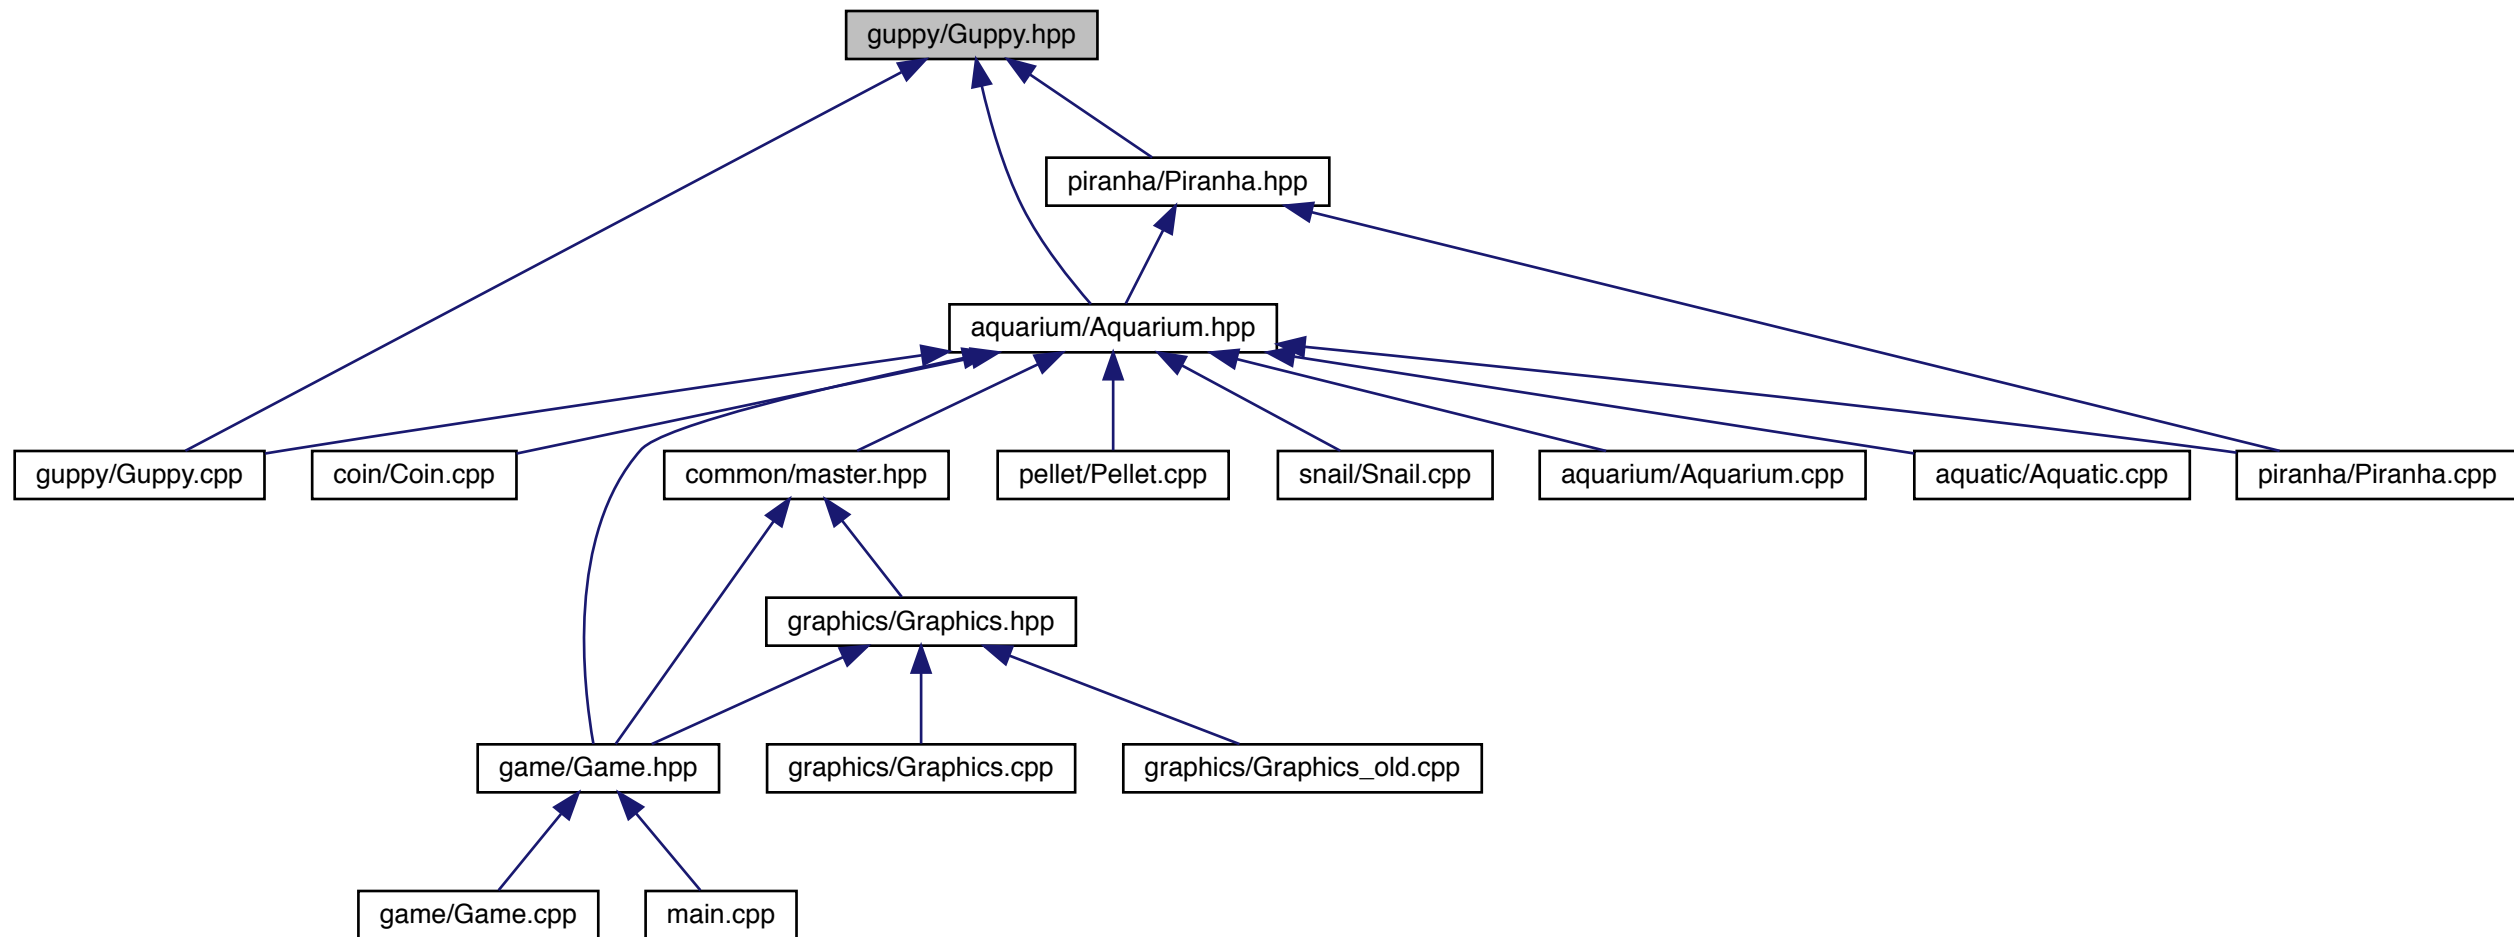 guppy/Guppy.hpp
piranha/Piranha.hpp
aquarium/Aquarium.hpp
guppy/Guppy.cpp
coin/Coin.cpp
common/master.hpp
pellet/Pellet.cpp
snail/Snail.cpp
aquarium/Aquarium.cpp
aquatic/Aquatic.cpp
piranha/Piranha.cpp
graphics/Graphics.hpp
game/Game.hpp
graphics/Graphics.cpp
graphics/Graphics_old.cpp
game/Game.cpp
main.cpp